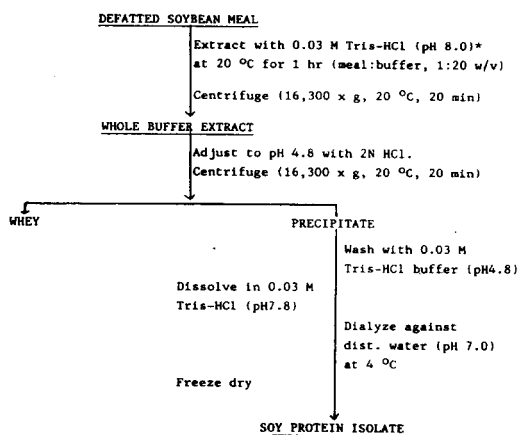 DEFATTED SOYBEAN MEAL
Extract with 0.03 M Tris-HCl (pH 8.0)*
at 20 °C for 1 hr (meal:buffer, 1:20 w/v)
Centrifuge (16,300 x g, 20 °C, 20 min)
WHOLE BUFFER EXTRACT
Adjust to pH 4.8 with 2N HCl.
Centrifuge (16,300 x g, 20 °C, 20 min)
WHEY
PRECIPITATE
Wash with 0.03 M
Tris-HCl buffer (pH4.8)
Dissolve in 0.03 M
Tris-HCl (pH7.8)
Dialyze against
dist. water (pH 7.0)
at 4 °C
Freeze dry
SOY PROTEIN ISOLATE